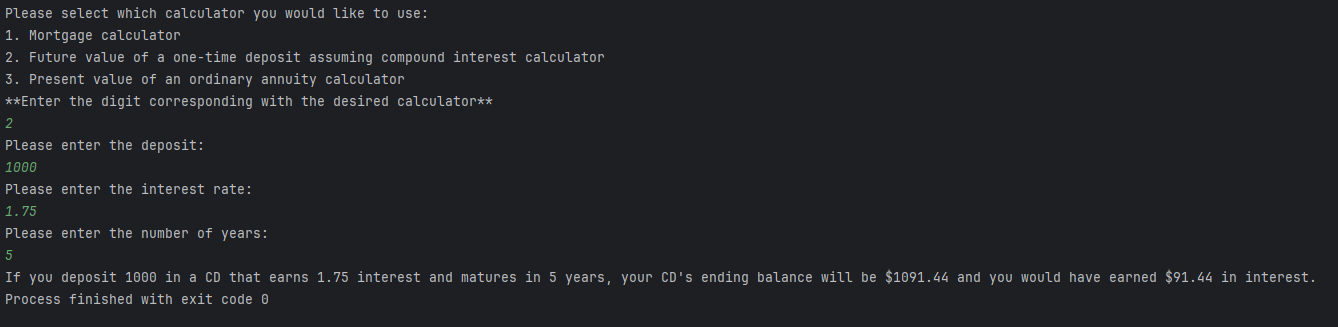 Please select which calculator you would like to use:
1. Mortgage calculator
2. Future value of a one-time deposit assuming compound interest calculator
3. Present value of an ordinary annuity calculator
**Enter the digit corresponding with the desired calculator**
2
Please enter the deposit:
1000
Please enter the interest rate:
1.75
Please enter the number of years:
5
If you deposit 1000 in a CD that earns 1.75 interest and matures in 5 years, your CD's ending balance will be $1091.44 and you would have earned $91.44 in interest.
Process finished with exit code 0